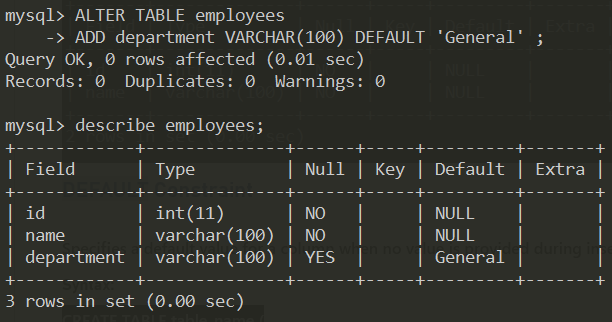 mysql> ALTER TABLE employees
    -> ADD department VARCHAR(100) DEFAULT 'General' ;
Query OK, 0 rows affected (0.01 sec)
Records: 0  Duplicates: 0  Warnings: 0

mysql> describe employees;
+------------+--------------+------+-----+---------+-------+
| Field      | Type         | Null | Key | Default | Extra |
+------------+--------------+------+-----+---------+-------+
| id         | int(11)      | NO   |     | NULL    |       |
| name       | varchar(100) | NO   |     | NULL    |       |
| department | varchar(100) | YES  |     | General |       |
+------------+--------------+------+-----+---------+-------+
3 rows in set (0.00 sec)